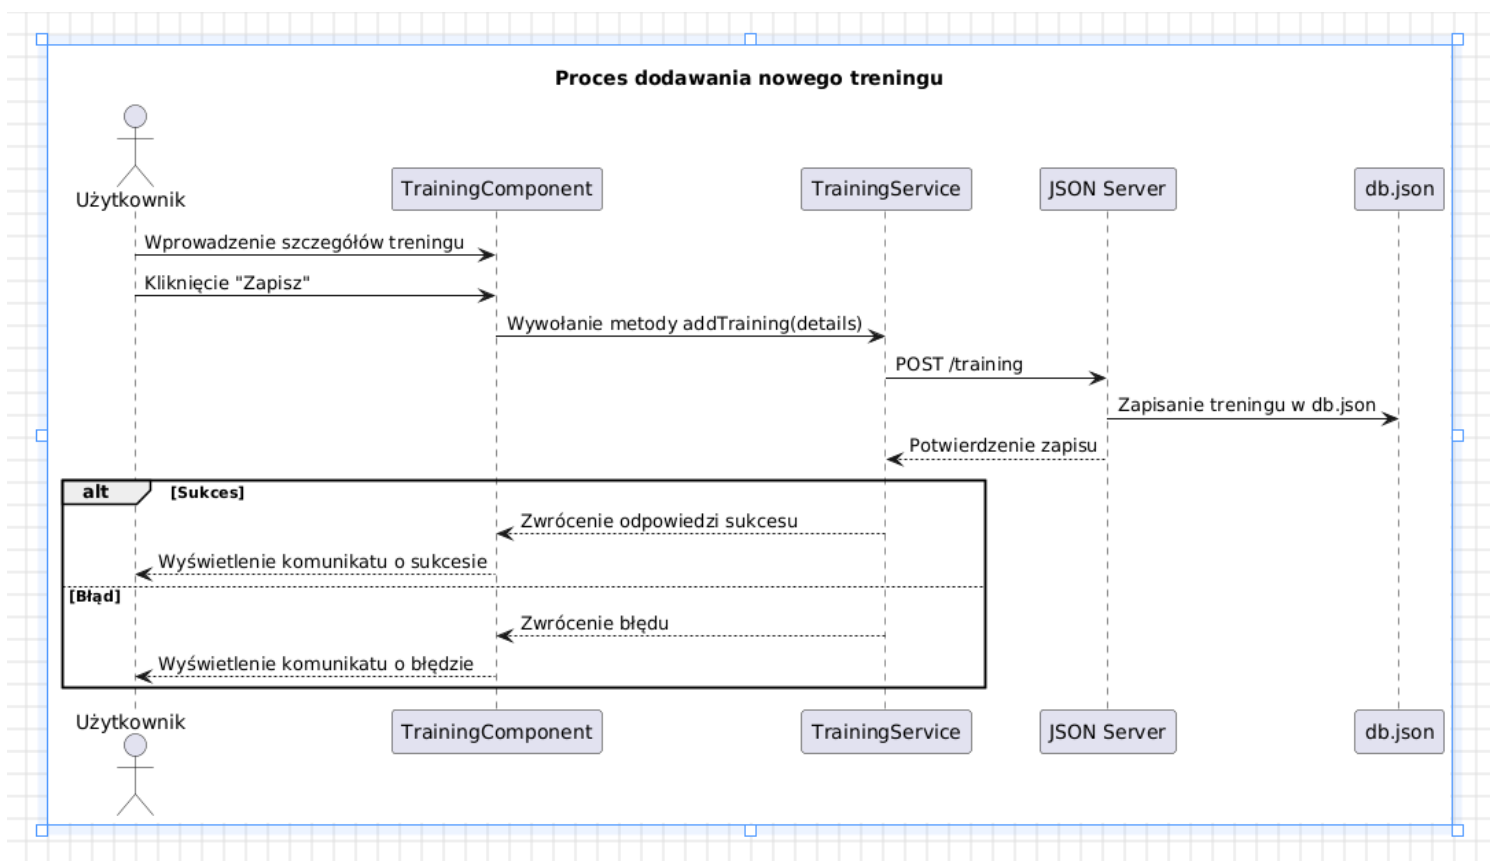 Proces dodawania nowego treningu
Użytkownik
TrainingComponent
TrainingService
JSON Server
db.json
Wprowadzenie szczegółów treningu
Kliknięcie "Zapisz"
Wywołanie metody addTraining(details)
POST /training
Zapisanie treningu w db.json
Potwierdzenie zapisu
alt
[Sukces]
Zwrócenie odpowiedzi sukcesu
Wyświetlenie komunikatu o sukcesie
[Błąd]
Zwrócenie błędu
Wyświetlenie komunikatu o błędzie
Użytkownik
TrainingComponent
TrainingService
JSON Server
db.json